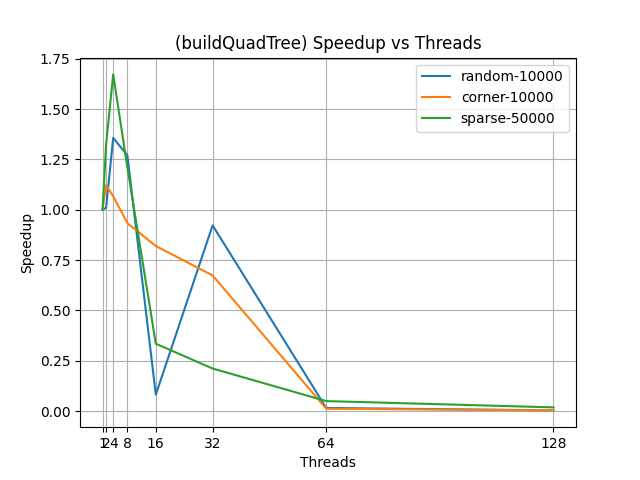 (buildQuadTree) Speedup vs Threads
random-10000
corner-10000
sparse-50000
1.75
1.50
1.25
1.00
0.75
0.50
0.25
0.00
Speedup
1 2 4 8 16 32 64 128
Threads